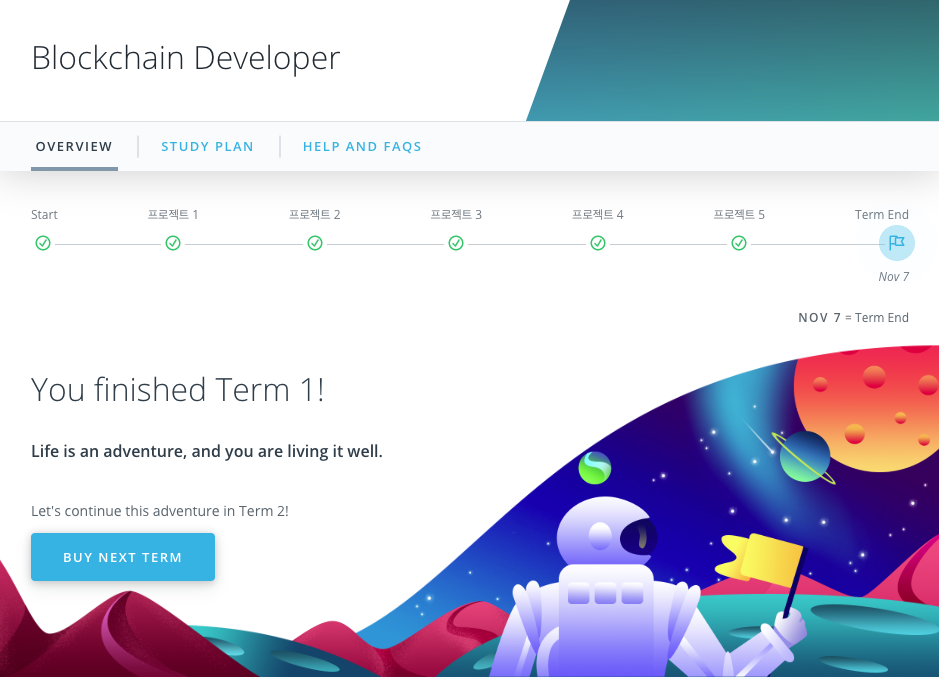 Blockchain Developer
OVERVIEW STUDY PLAN HELP AND FAQS
Start 프로젝트 1 프로젝트 2 프로젝트 3 프로젝트 4 프로젝트 5 Term End
Nov 7
NOV 7 = Term End
You finished Term 1!
Life is an adventure, and you are living it well.
Let's continue this adventure in Term 2!
BUY NEXT TERM